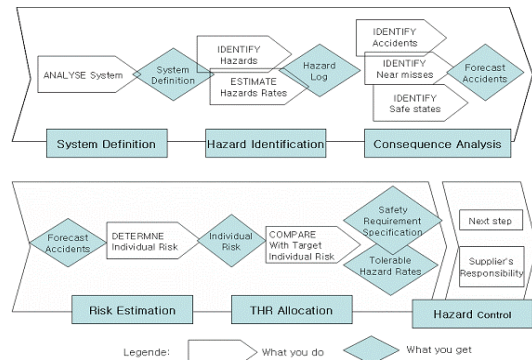 ANALYSE System
System
Definition
IDENTIFY
Hazards
ESTIMATE
Hazards Rates
Hazard
Log
IDENTIFY
Accidents
IDENTIFY
Near misses
IDENTIFY
Safe states
Forecast
Accidents
System Definition
Hazard Identification
Consequence Analysis
Forecast
Accidents
DETERMNE
Individual Risk
Individual
Risk
COMPARE
With Target
Individual Risk
Safety
Requirement
Specification
Tolerable
Hazard Rates
Next step
Supplier's
Responsibility
Risk Estimation
THR Allocation
Hazard Control
Legende:
What you do
What you get